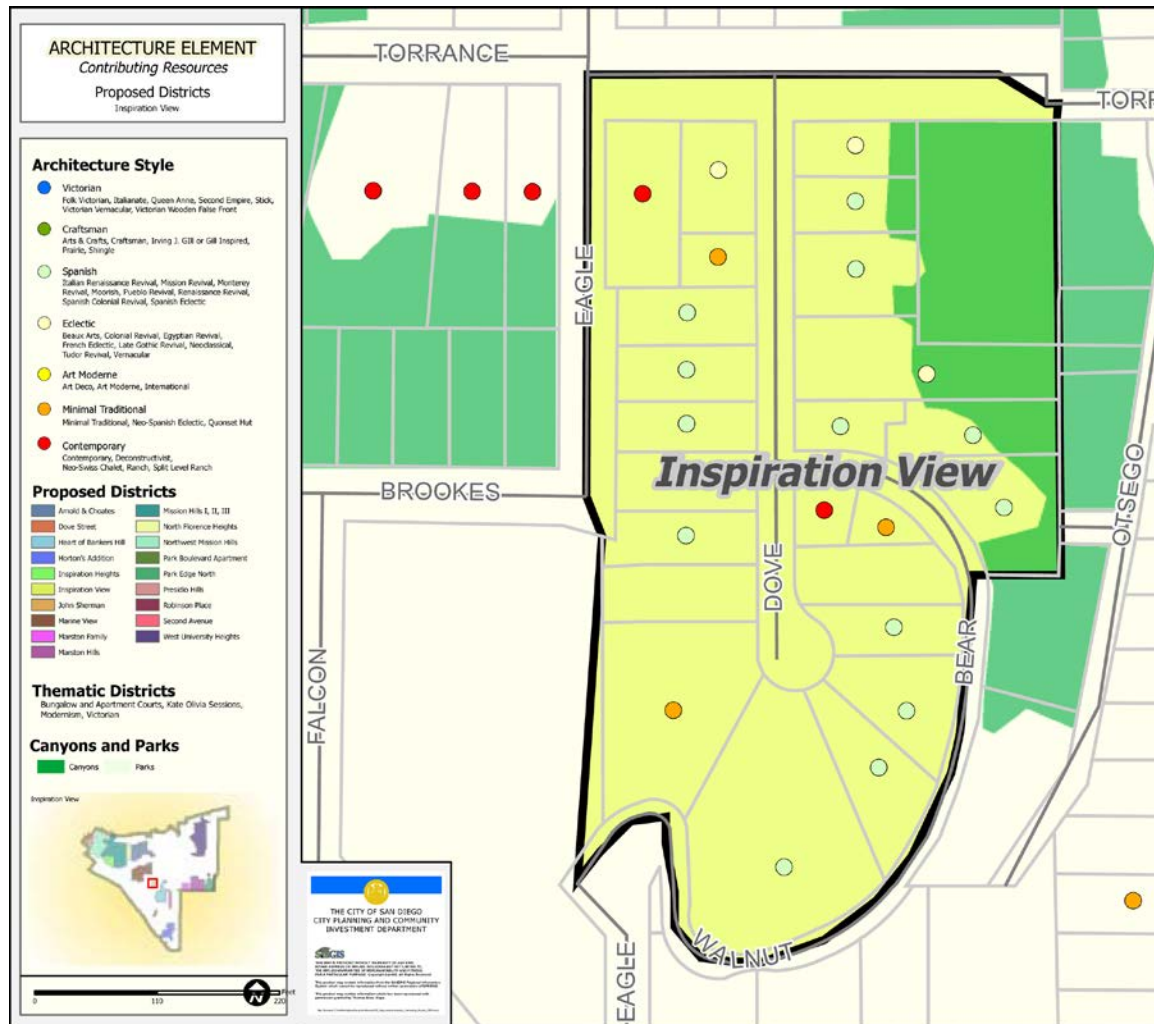 ARCHITECTURE ELEMENT
Contributing Resources
Proposed Districts
Inspiration View
Architecture Style
Victorian
Folk Victorian, Italianate, Queen Anne, Second Empire, Stick,
Victorian Vernacular, Victorian Wooden False Front
Craftsman
Arts & Crafts, Craftsman, Irving J. Gill or Gill Inspired,
Prairie, Shingle
Spanish
Italian Renaissance Revival, Mission Revival, Monterey
Revival, Moorish, Pueblo Revival, Renaissance Revival,
Spanish Colonial Revival, Spanish Eclectic
Eclectic
Beaux Arts, Colonial Revival, Egyptian Revival,
French Eclectic, Late Gothic Revival, Neoclassical,
Tudor Revival, Vernacular
Art Moderne
Art Deco, Art Moderne, International
Minimal Traditional
Minimal Traditional, Neo-Spanish Eclectic, Quonset Hut
Contemporary
Contemporary, Deconstructivist,
Neo-Swiss Chalet, Ranch, Split Level Ranch
Proposed Districts
Arnold & Choates
Dove Street
Heart of Bankers Hill
Horton's Addition
Inspiration Heights
Inspiration View
John Sherman
Marine View
Marston Family
Marston Hills
Mission Hills I, II, III
North Florence Heights
Northwest Mission Hills
Park Boulevard Apartment
Park Edge North
Presidio Hills
Robinson Place
Second Avenue
West University Heights
Thematic Districts
Bungalow and Apartment Courts, Kate Olivia Sessions,
Modernism, Victorian
Canyons and Parks
Canyons
Parks
Inspiration View
N
Feet
0 110 220
THE CITY OF SAN DIEGO
CITY PLANNING AND COMMUNITY
INVESTMENT DEPARTMENT
SanGIS
TORRANCE
TORR
EAGLE
BROOKES
Inspiration View
DOVE
OTSEGO
BEAR
FALCON
WALNUT
EAGLE